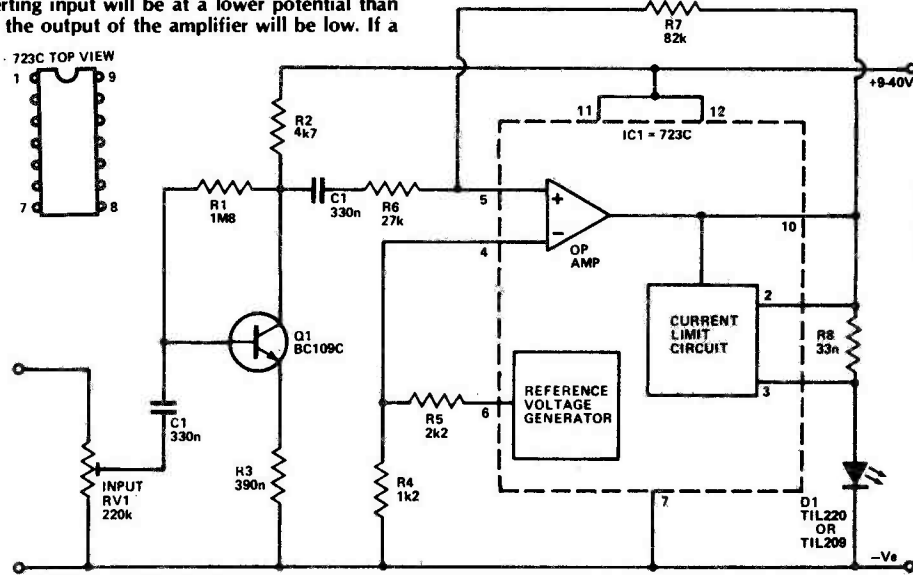 erting input will be at a lower potential than
the output of the amplifier will be low. If a
723C TOP VIEW
1
9
7
8
R7
82k
+9-40V
R2
4k7
11
12
IC1 = 723C
R1
1M8
C1
330n
R6
27k
5
+
−
4
OP
AMP
10
Q1
BC109C
CURRENT
LIMIT
CIRCUIT
2
3
R8
33n
REFERENCE
VOLTAGE
GENERATOR
R5
2k2
6
C1
330n
INPUT
RV1
220k
R3
390n
R4
1k2
7
D1
TIL220
OR
TIL209
−Ve